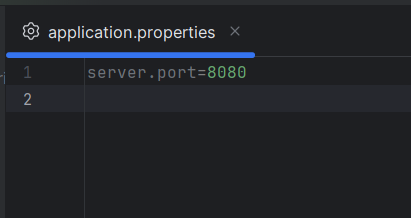 application.properties
1 server.port=8080
2